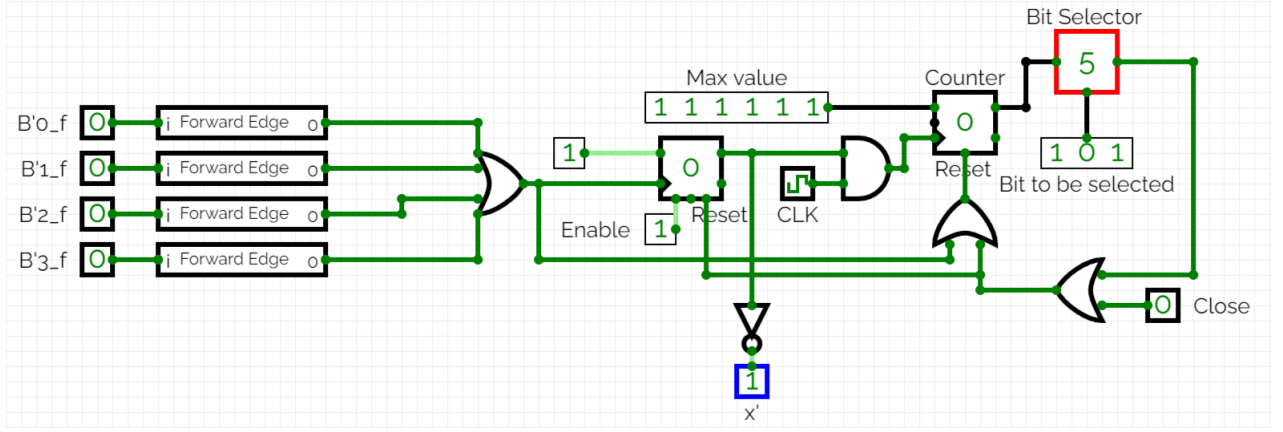 Bit Selector
5
Max value
1 1 1 1 1 1
Counter
0
B'0_f
0
i Forward Edge o
B'1_f
0
i Forward Edge o
B'2_f
0
i Forward Edge o
B'3_f
0
i Forward Edge o
1
0
Reset
Enable
1
CLK
Reset
1 0 1
Bit to be selected
0
Close
1
x'